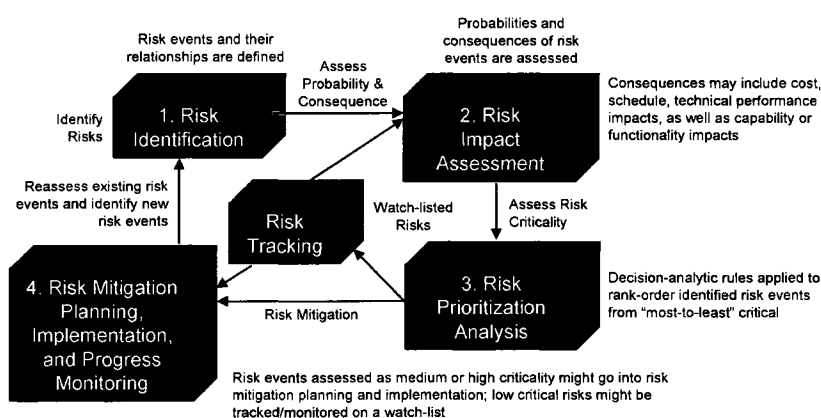 Risk events and their
relationships are defined
Probabilities and
consequences of risk
events are assessed
Assess
Probability &
Consequence
Identify
Risks
1. Risk
Identification
2. Risk
Impact
Assessment
Consequences may include cost,
schedule, technical performance
impacts, as well as capability or
functionality impacts
Reassess existing risk
events and identify new
risk events
Risk
Tracking
Watch-listed
Risks
Assess Risk
Criticality
4. Risk Mitigation
Planning,
Implementation,
and Progress
Monitoring
Risk Mitigation
3. Risk
Prioritization
Analysis
Decision-analytic rules applied to
rank-order identified risk events
from "most-to-least" critical
Risk events assessed as medium or high criticality might go into risk
mitigation planning and implementation; low critical risks might be
tracked/monitored on a watch-list